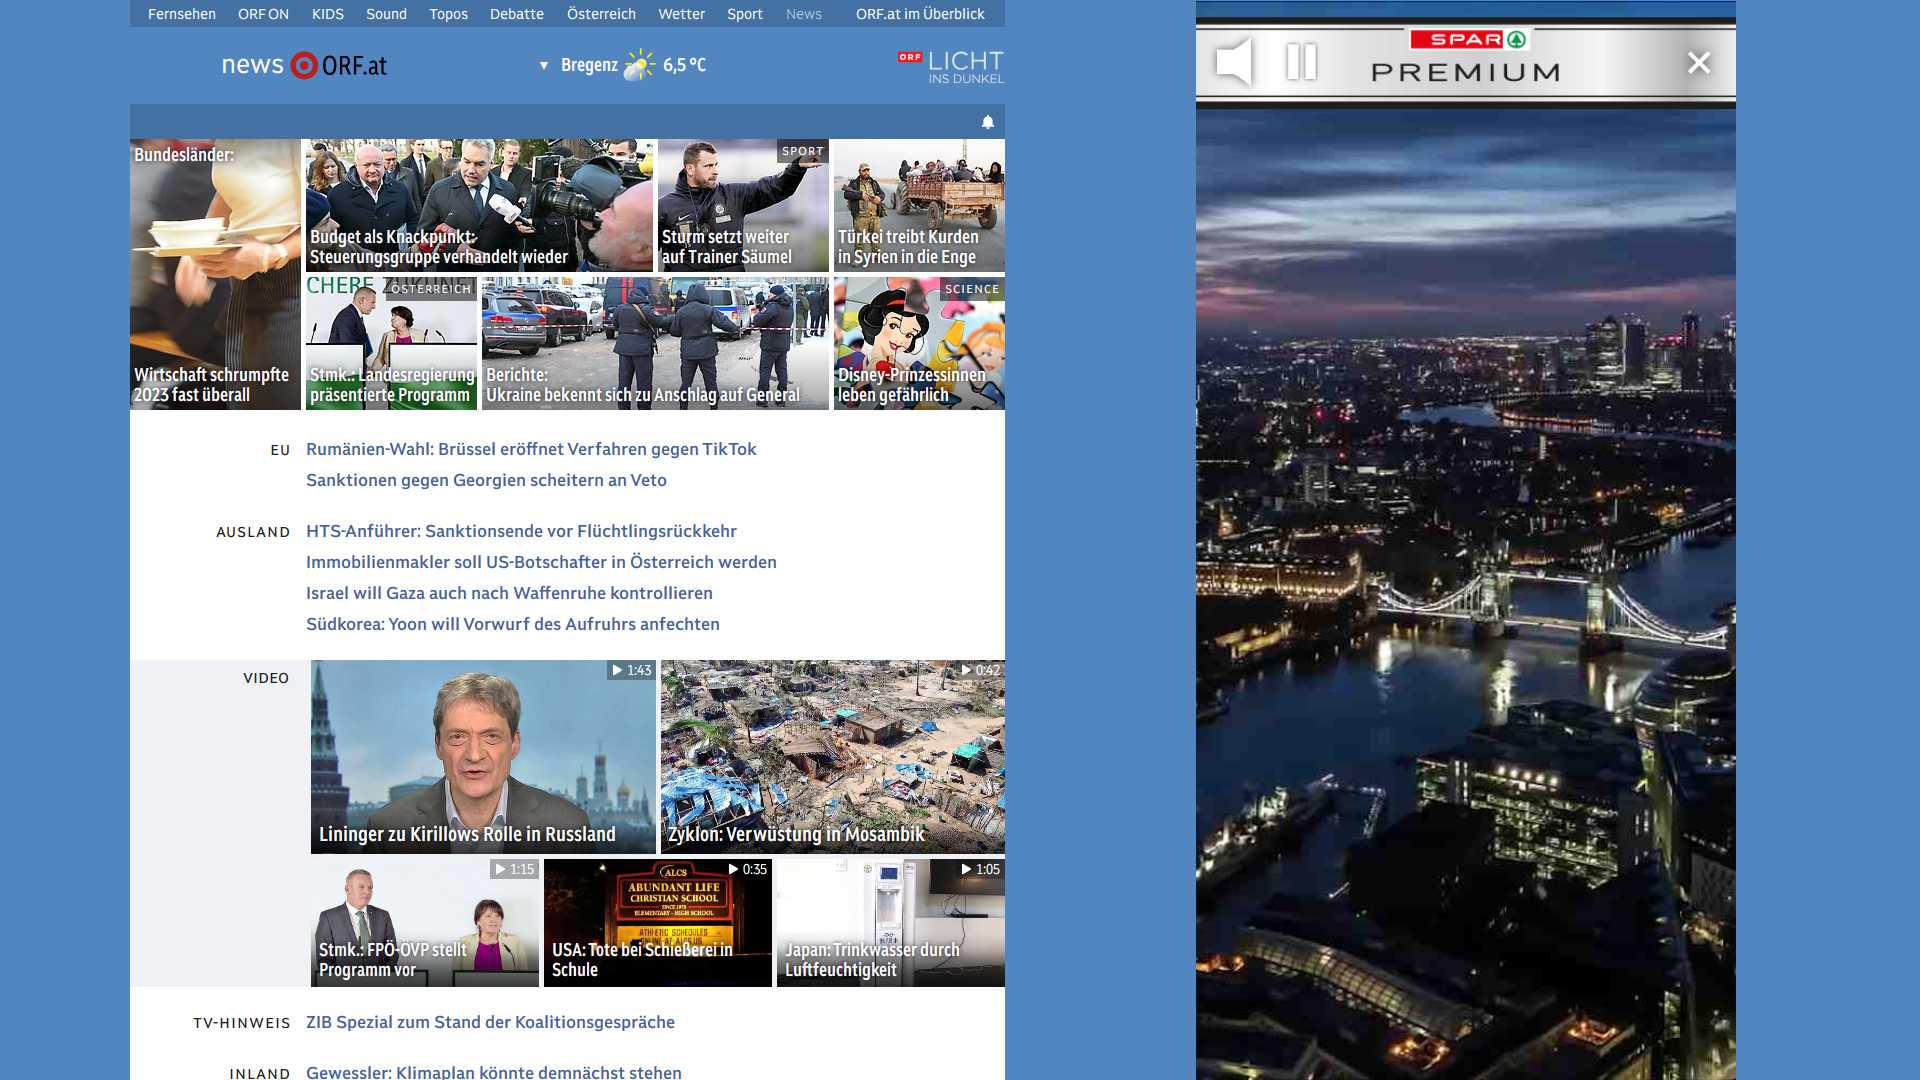 Fernsehen ORF ON KIDS Sound Topos Debatte Österreich Wetter Sport News ORF.at im Überblick
news ORF.at
Bregenz 6,5 °C
ORF LICHT
INS DUNKEL
Bundesländer:
Wirtschaft schrumpfte
2023 fast überall
Budget als Knackpunkt:
Steuerungsgruppe verhandelt wieder
SPORT
Sturm setzt weiter
auf Trainer Säumel
Türkei treibt Kurden
in Syrien in die Enge
ÖSTERREICH
Stmk.: Landesregierung
präsentierte Programm
Berichte:
Ukraine bekennt sich zu Anschlag auf General
SCIENCE
Disney-Prinzessinnen
leben gefährlich
EU
Rumänien-Wahl: Brüssel eröffnet Verfahren gegen TikTok
Sanktionen gegen Georgien scheitern an Veto
AUSLAND
HTS-Anführer: Sanktionsende vor Flüchtlingsrückkehr
Immobilienmakler soll US-Botschafter in Österreich werden
Israel will Gaza auch nach Waffenruhe kontrollieren
Südkorea: Yoon will Vorwurf des Aufruhrs anfechten
VIDEO
1:43
Lininger zu Kirillows Rolle in Russland
0:42
Zyklon: Verwüstung in Mosambik
1:15
Stmk.: FPÖ-ÖVP stellt
Programm vor
0:35
ALCS
ABUNDANT LIFE
CHRISTIAN SCHOOL
SINCE 1978
ELEMENTARY - HIGH SCHOOL
ATHLETIC SCHEDULES
USA: Tote bei Schießerei in
Schule
1:05
Japan: Trinkwasser durch
Luftfeuchtigkeit
TV-HINWEIS
ZIB Spezial zum Stand der Koalitionsgespräche
INLAND
Gewessler: Klimaplan könnte demnächst stehen
SPAR
PREMIUM